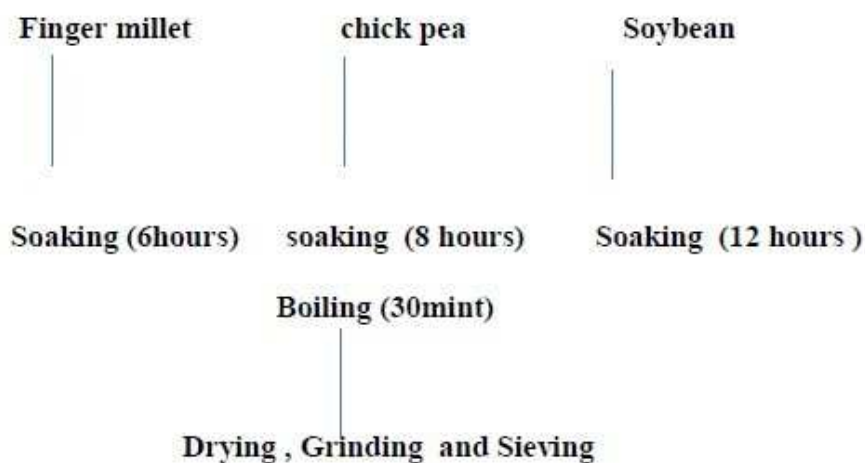 Finger millet chick pea Soybean
Soaking (6hours) soaking (8 hours) Soaking (12 hours )
Boiling (30mint)
Drying , Grinding and Sieving